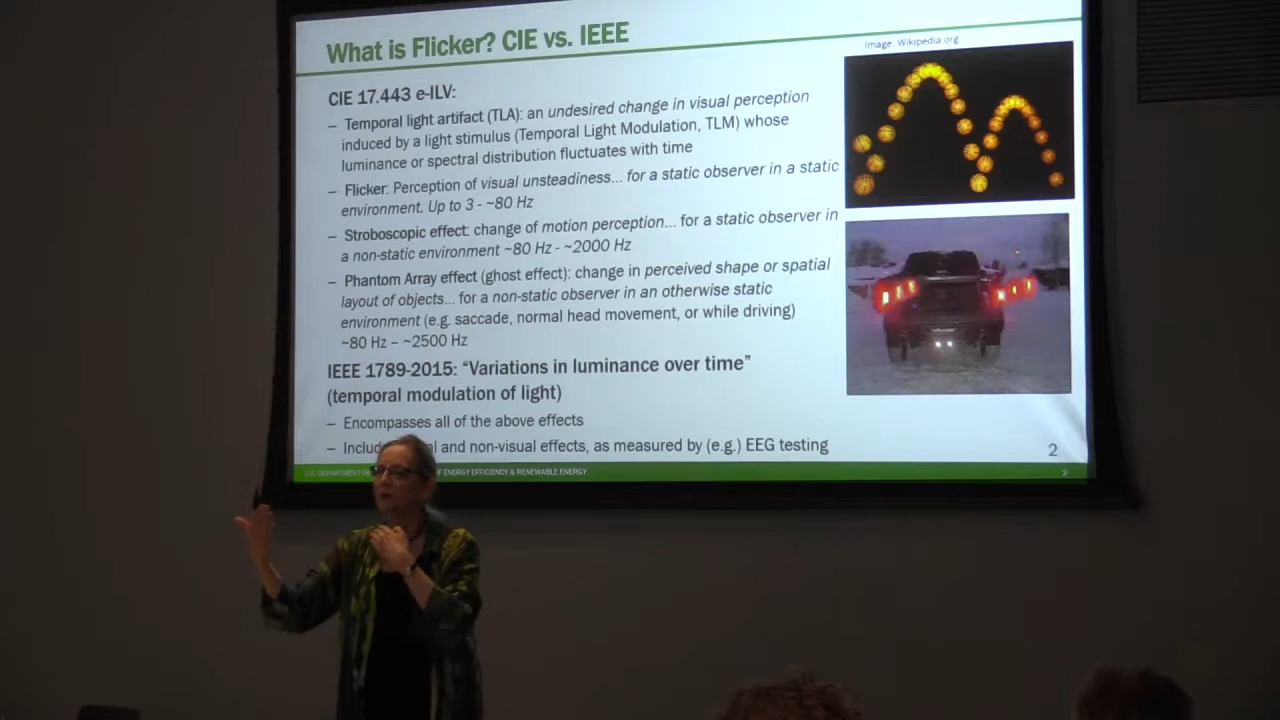 What is Flicker? CIE vs. IEEE
Image: Wikipedia.org
CIE 17.443 e-ILV:
– Temporal light artifact (TLA): an undesired change in visual perception
induced by a light stimulus (Temporal Light Modulation, TLM) whose
luminance or spectral distribution fluctuates with time
– Flicker: Perception of visual unsteadiness... for a static observer in a static
environment. Up to 3 - ~80 Hz
– Stroboscopic effect: change of motion perception... for a static observer in
a non-static environment ~80 Hz - ~2000 Hz
– Phantom Array effect (ghost effect): change in perceived shape or spatial
layout of objects... for a non-static observer in an otherwise static
environment (e.g. saccade, normal head movement, or while driving)
~80 Hz – ~2500 Hz
IEEE 1789-2015: “Variations in luminance over time”
(temporal modulation of light)
– Encompasses all of the above effects
– and non-visual effects, as measured by (e.g.) EEG testing
2
U.S. DEPARTMENT OF ENERGY EFFICIENCY & RENEWABLE ENERGY
2